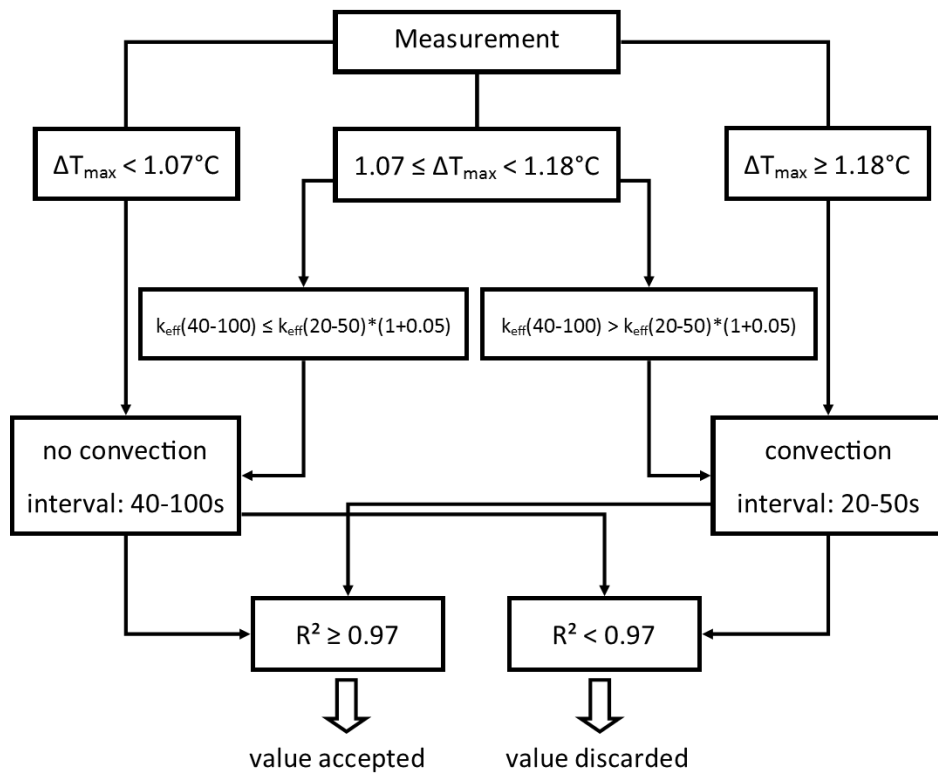 Measurement
ΔTmax < 1.07°C
1.07 ≤ ΔTmax < 1.18°C
ΔTmax ≥ 1.18°C
keff(40-100) ≤ keff(20-50)*(1+0.05)
keff(40-100) > keff(20-50)*(1+0.05)
no convection
interval: 40-100s
convection
interval: 20-50s
R² ≥ 0.97
R² < 0.97
value accepted
value discarded